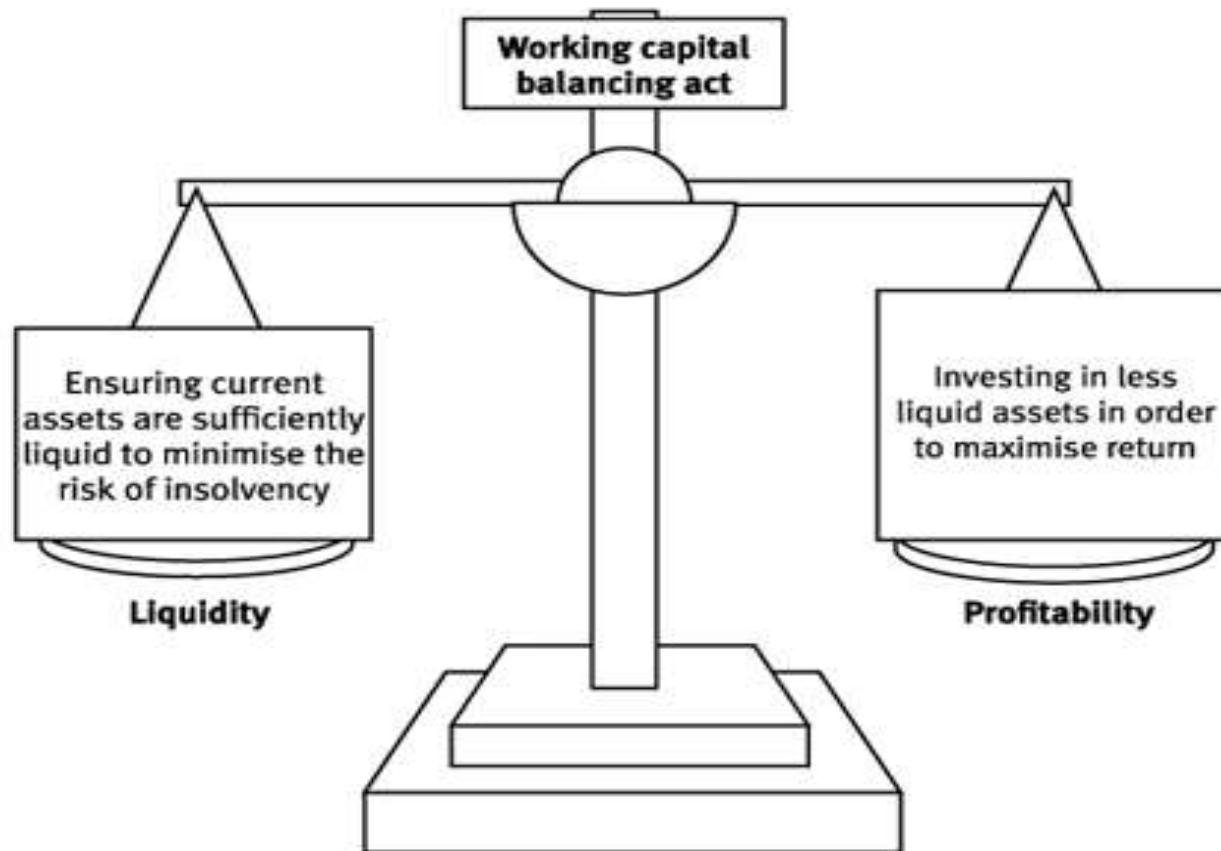 Working capital
balancing act
Ensuring current
assets are sufficiently
liquid to minimise the
risk of insolvency
Liquidity
Investing in less
liquid assets in order
to maximise return
Profitability